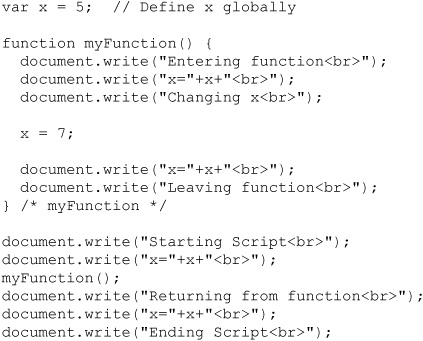 var x = 5;  // Define x globally

function myFunction() {
  document.write("Entering function<br>");
  document.write("x="+x+"<br>");
  document.write("Changing x<br>");

  x = 7;

  document.write("x="+x+"<br>");
  document.write("Leaving function<br>");
} /* myFunction */

document.write("Starting Script<br>");
document.write("x="+x+"<br>");
myFunction();
document.write("Returning from function<br>");
document.write("x="+x+"<br>");
document.write("Ending Script<br>");